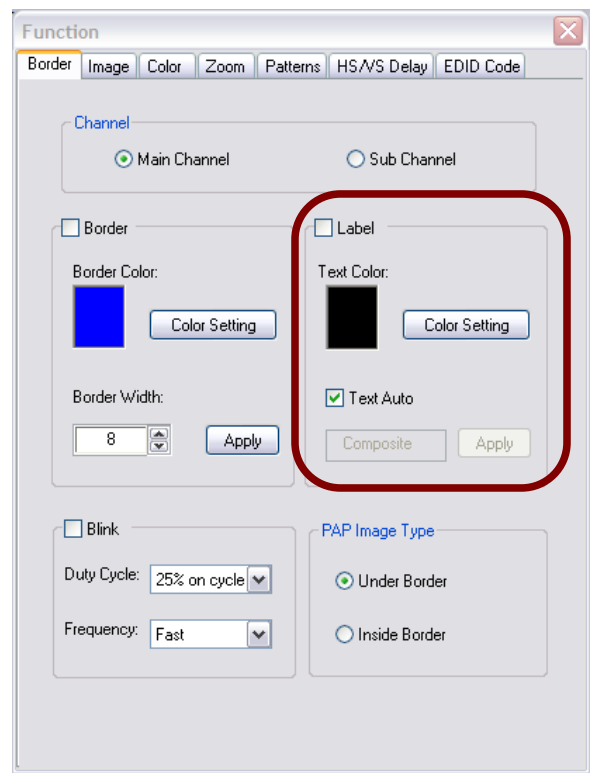 Function
Border Image Color Zoom Patterns HS/VS Delay EDID Code
Channel
Main Channel Sub Channel
Border
Border Color:
Color Setting
Border Width:
8 Apply
Label
Text Color:
Color Setting
Text Auto
Composite Apply
Blink
Duty Cycle: 25% on cycle
Frequency: Fast
PAP Image Type
Under Border
Inside Border